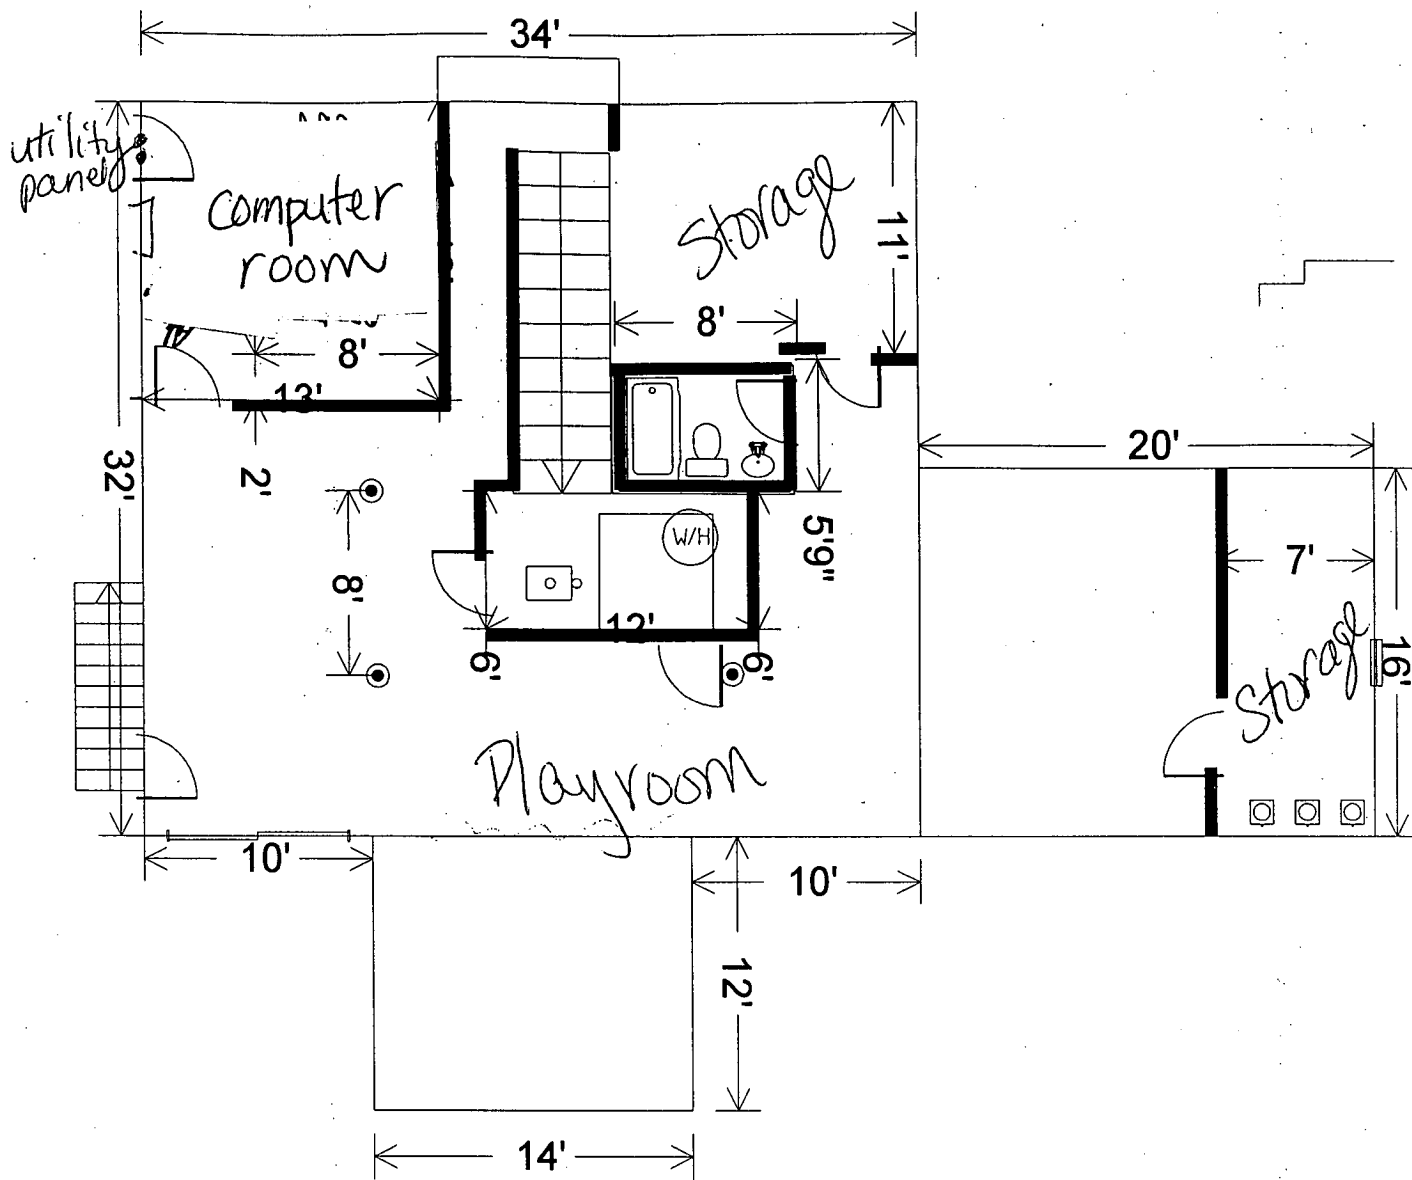 34'
utility
panel
computer
room
Storage
11'
8'
8'
13'
32'
2'
20'
5'9"
W/H
7'
8'
12'
6'
6'
16'
Storage
Playroom
10'
10'
12'
14'